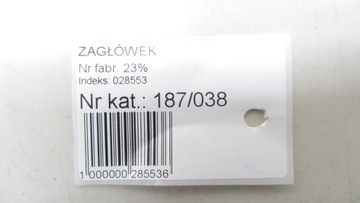 ZAGŁÓWEK
Nr fabr. 23%
Indeks: 028553
Nr kat.: 187/038
1 000000 285536